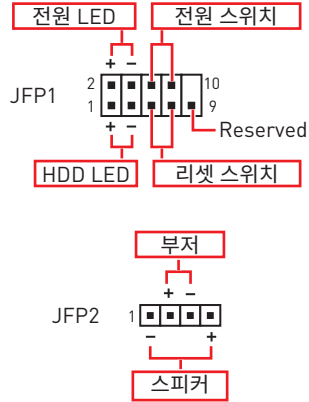 전원 LED 전원 스위치
+ −
2 10
JFP1
1 9
+ −
Reserved
HDD LED 리셋 스위치
부저
+ −
JFP2 1
− +
스피커